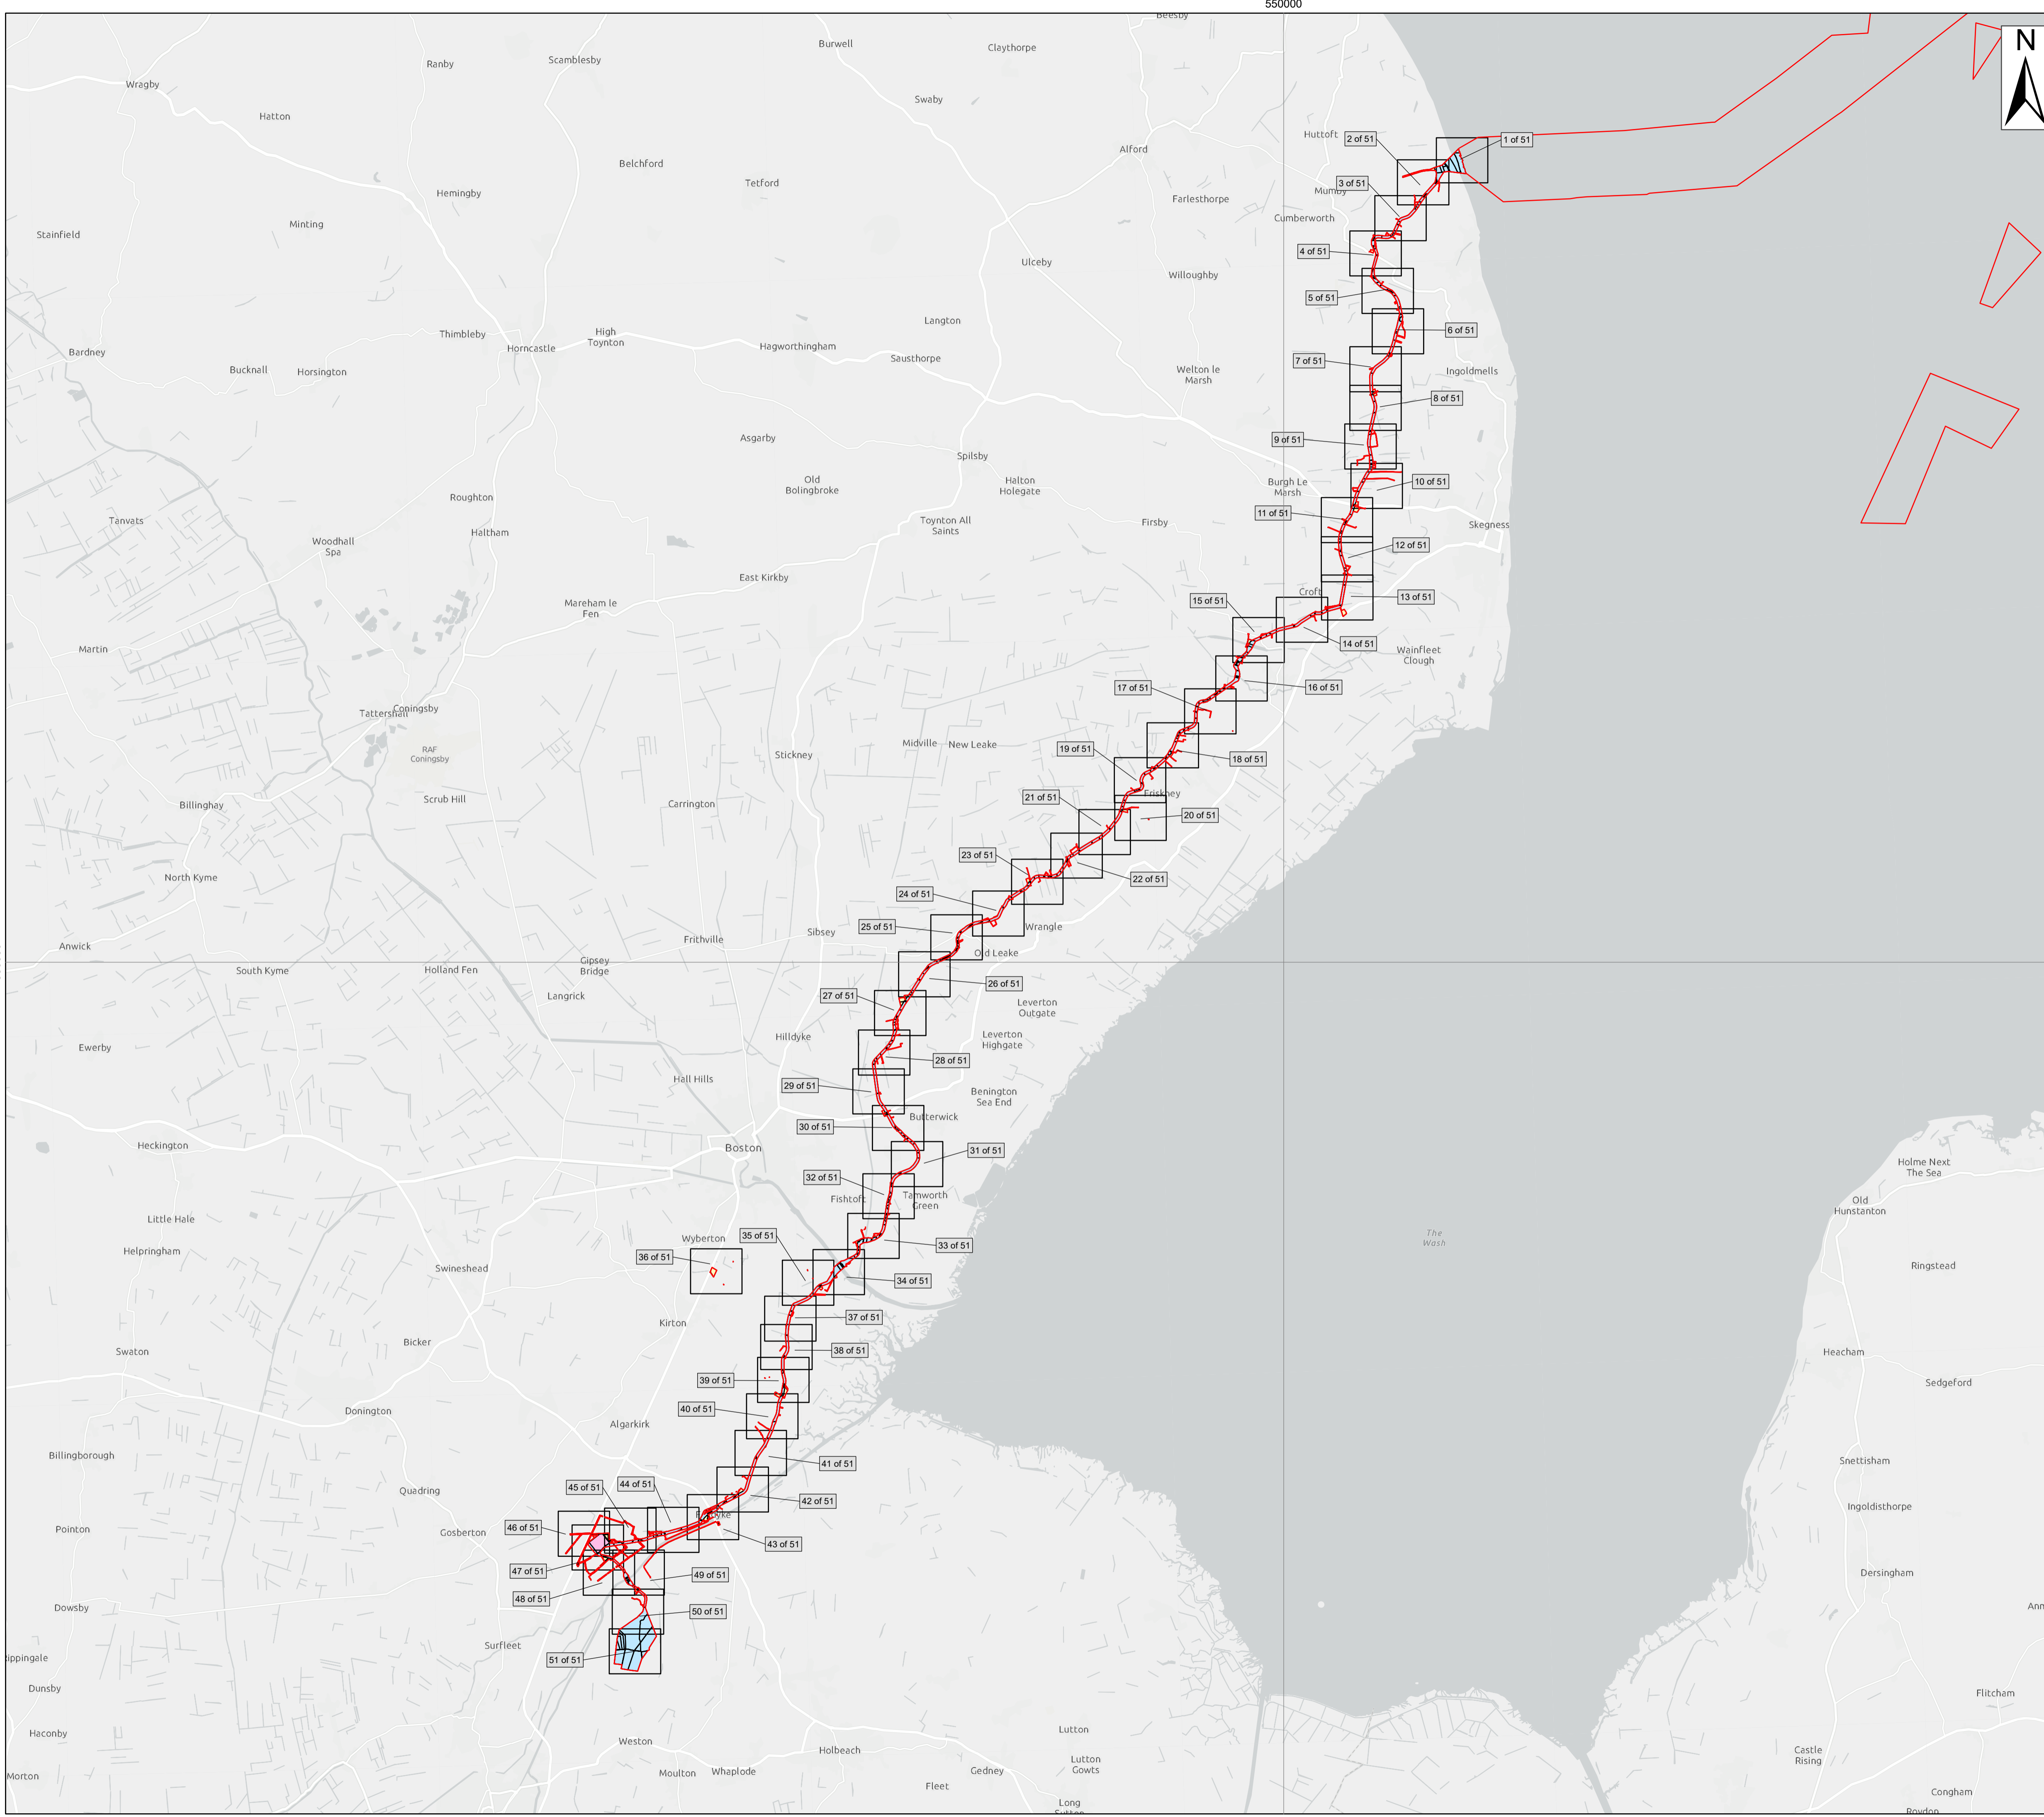 550000
Beesby
Burwell
Claythorpe
Scamblesby
Ranby
N
Wragby
Swaby
Hatton
Huttoft
2 of 51
1 of 51
Alford
Belchford
Tetford
3 of 51
Mumby
Hemingby
Farlesthorpe
Cumberworth
Minting
Stainfield
4 of 51
Ulceby
Willoughby
5 of 51
Langton
6 of 51
Thimbleby
High
Toynton
Horncastle
Hagworthingham
Bardney
Sausthorpe
7 of 51
Bucknall
Horsington
Welton le
Marsh
Ingoldmells
8 of 51
Asgarby
9 of 51
Spilsby
Old
Bolingbroke
Halton
Holegate
Burgh Le
Marsh
10 of 51
Roughton
11 of 51
Tanvats
Haltham
Toynton All
Saints
Firsby
Skegness
Woodhall
Spa
12 of 51
East Kirkby
Mareham le
Fen
Croft
15 of 51
13 of 51
14 of 51
Martin
Wainfleet
Clough
17 of 51
16 of 51
Tattershall
Coningsby
RAF
Coningsby
Stickney
Midville
New Leake
19 of 51
18 of 51
Scrub Hill
Billinghay
Carrington
21 of 51
Friskney
20 of 51
23 of 51
North Kyme
22 of 51
24 of 51
25 of 51
Wrangle
Sibsey
Frithville
Anwick
Old Leake
South Kyme
Holland Fen
Gipsey
Bridge
26 of 51
Langrick
27 of 51
Leverton
Outgate
Hilldyke
Leverton
Highgate
Ewerby
28 of 51
Hall Hills
29 of 51
Benington
Sea End
Butterwick
30 of 51
Heckington
Boston
31 of 51
Holme Next
The Sea
32 of 51
Fishtoft
Tamworth
Green
Old
Hunstanton
Little Hale
Wyberton
35 of 51
The
Wash
33 of 51
Helpringham
36 of 51
Swineshead
Ringstead
34 of 51
37 of 51
Kirton
Bicker
38 of 51
Swaton
Heacham
39 of 51
Sedgeford
Donington
40 of 51
Algarkirk
Billingborough
41 of 51
Snettisham
45 of 51
44 of 51
Quadring
42 of 51
Ingoldisthorpe
46 of 51
Pointon
Gosberton
43 of 51
47 of 51
49 of 51
Dersingham
48 of 51
Dowsby
50 of 51
Ann
Surfleet
51 of 51
ippingale
Dunsby
Flitcham
Haconby
Lutton
Weston
Holbeach
Castle
Rising
Lutton
Gowts
Morton
Moulton
Whaplode
Gedney
Fleet
Congham
Long
Sutton
Roydon